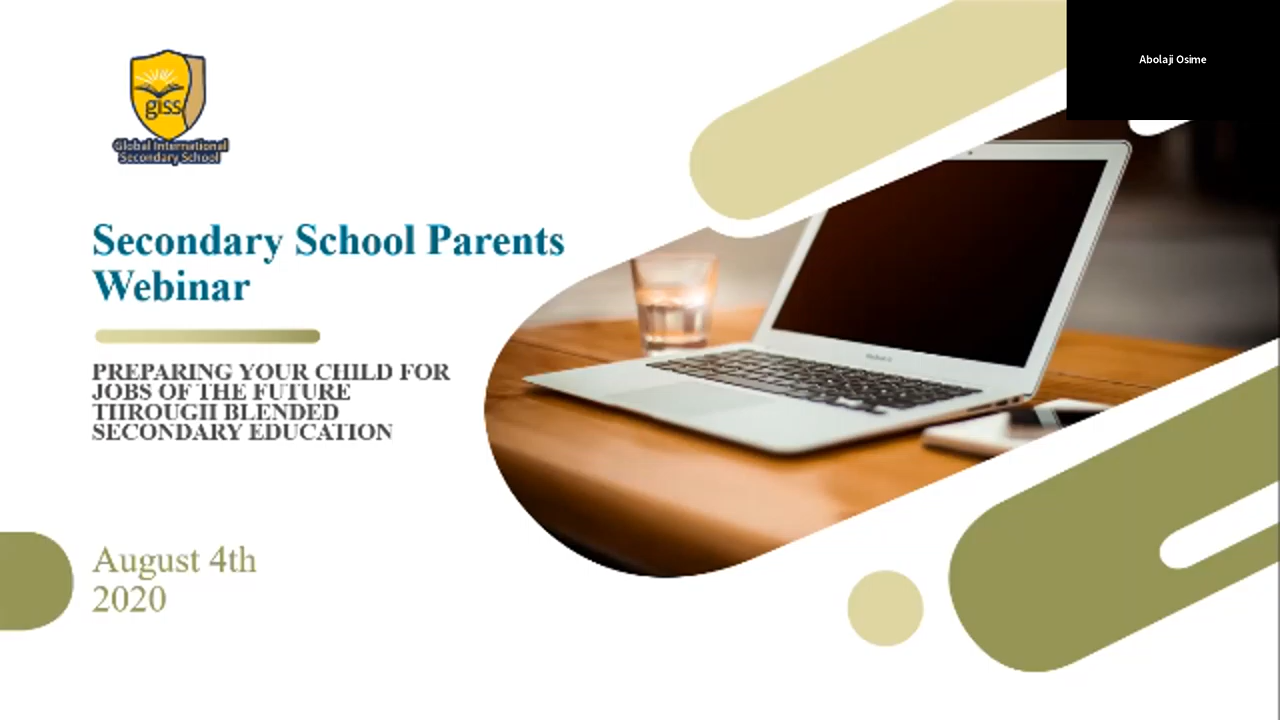 Abolaji Osime
giss
Global International
Secondary School
Secondary School Parents
Webinar
PREPARING YOUR CHILD FOR
JOBS OF THE FUTURE
THROUGH BLENDED
SECONDARY EDUCATION
August 4th
2020